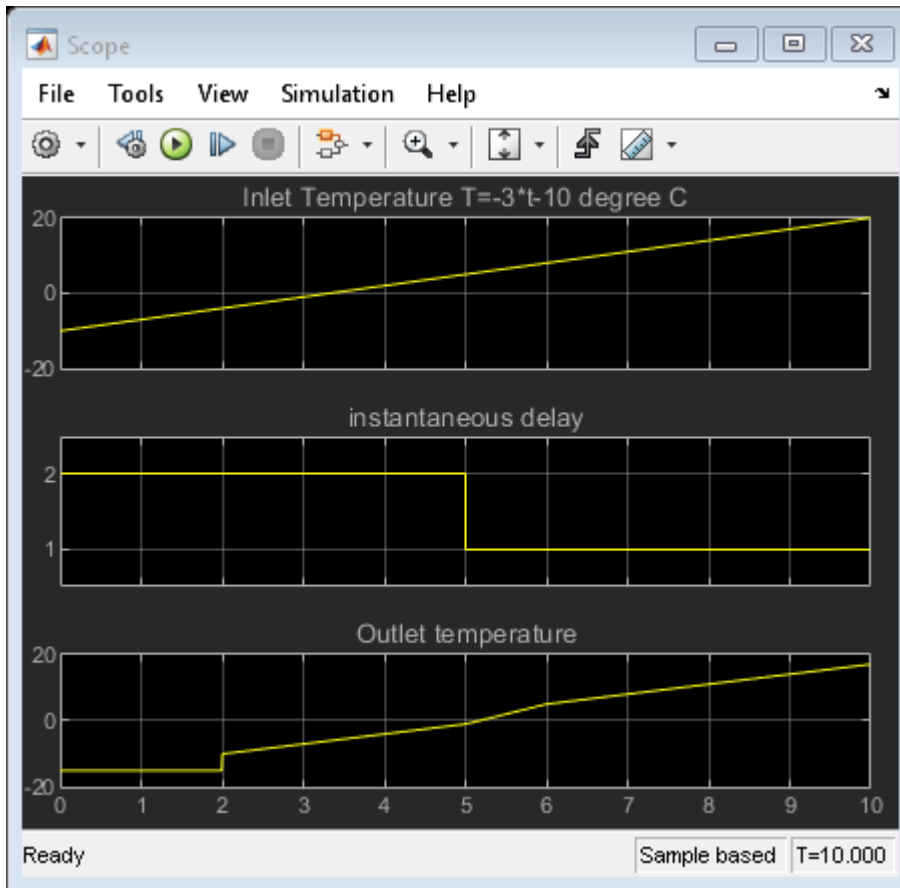 Scope
File Tools View Simulation Help
Inlet Temperature T=-3*t-10 degree C
20
0
-20
instantaneous delay
2
1
Outlet temperature
20
0
-20
0 1 2 3 4 5 6 7 8 9 10
Ready Sample based T=10.000